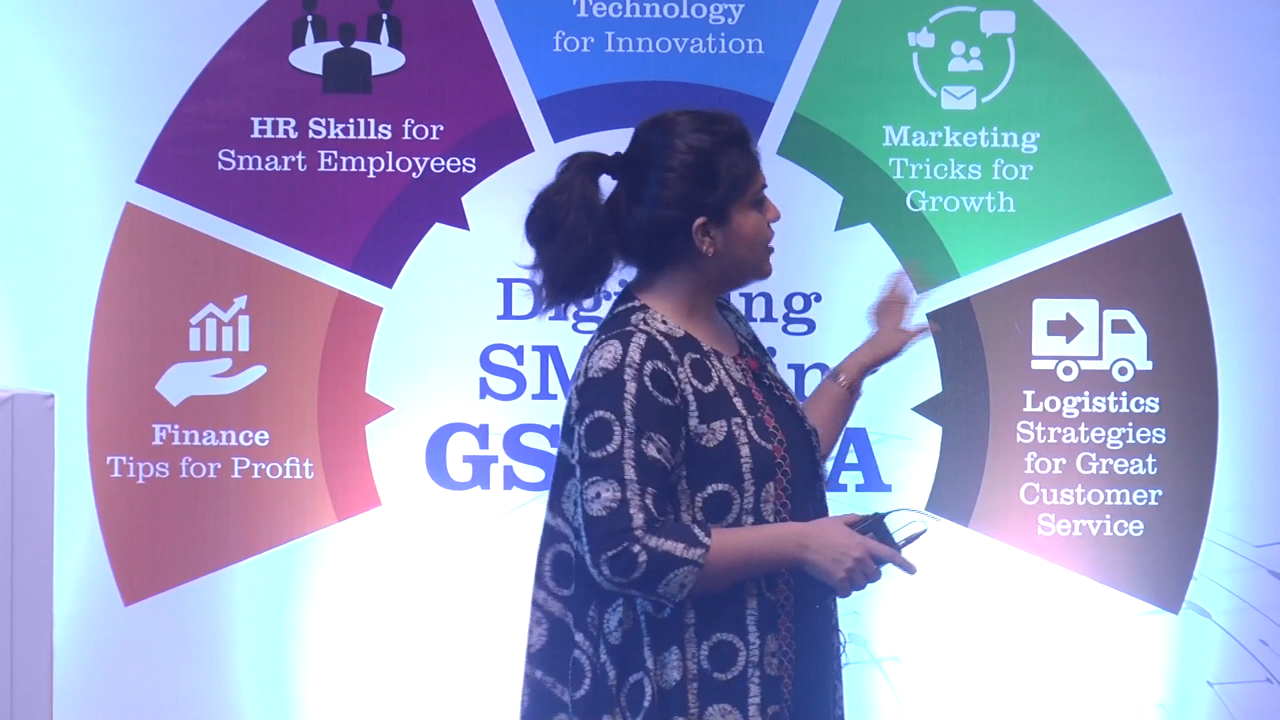 Technology
for Innovation
HR Skills for
Smart Employees
Marketing
Tricks for
Growth
Finance
Tips for Profit
Logistics
Strategies
for Great
Customer
Service
GS A